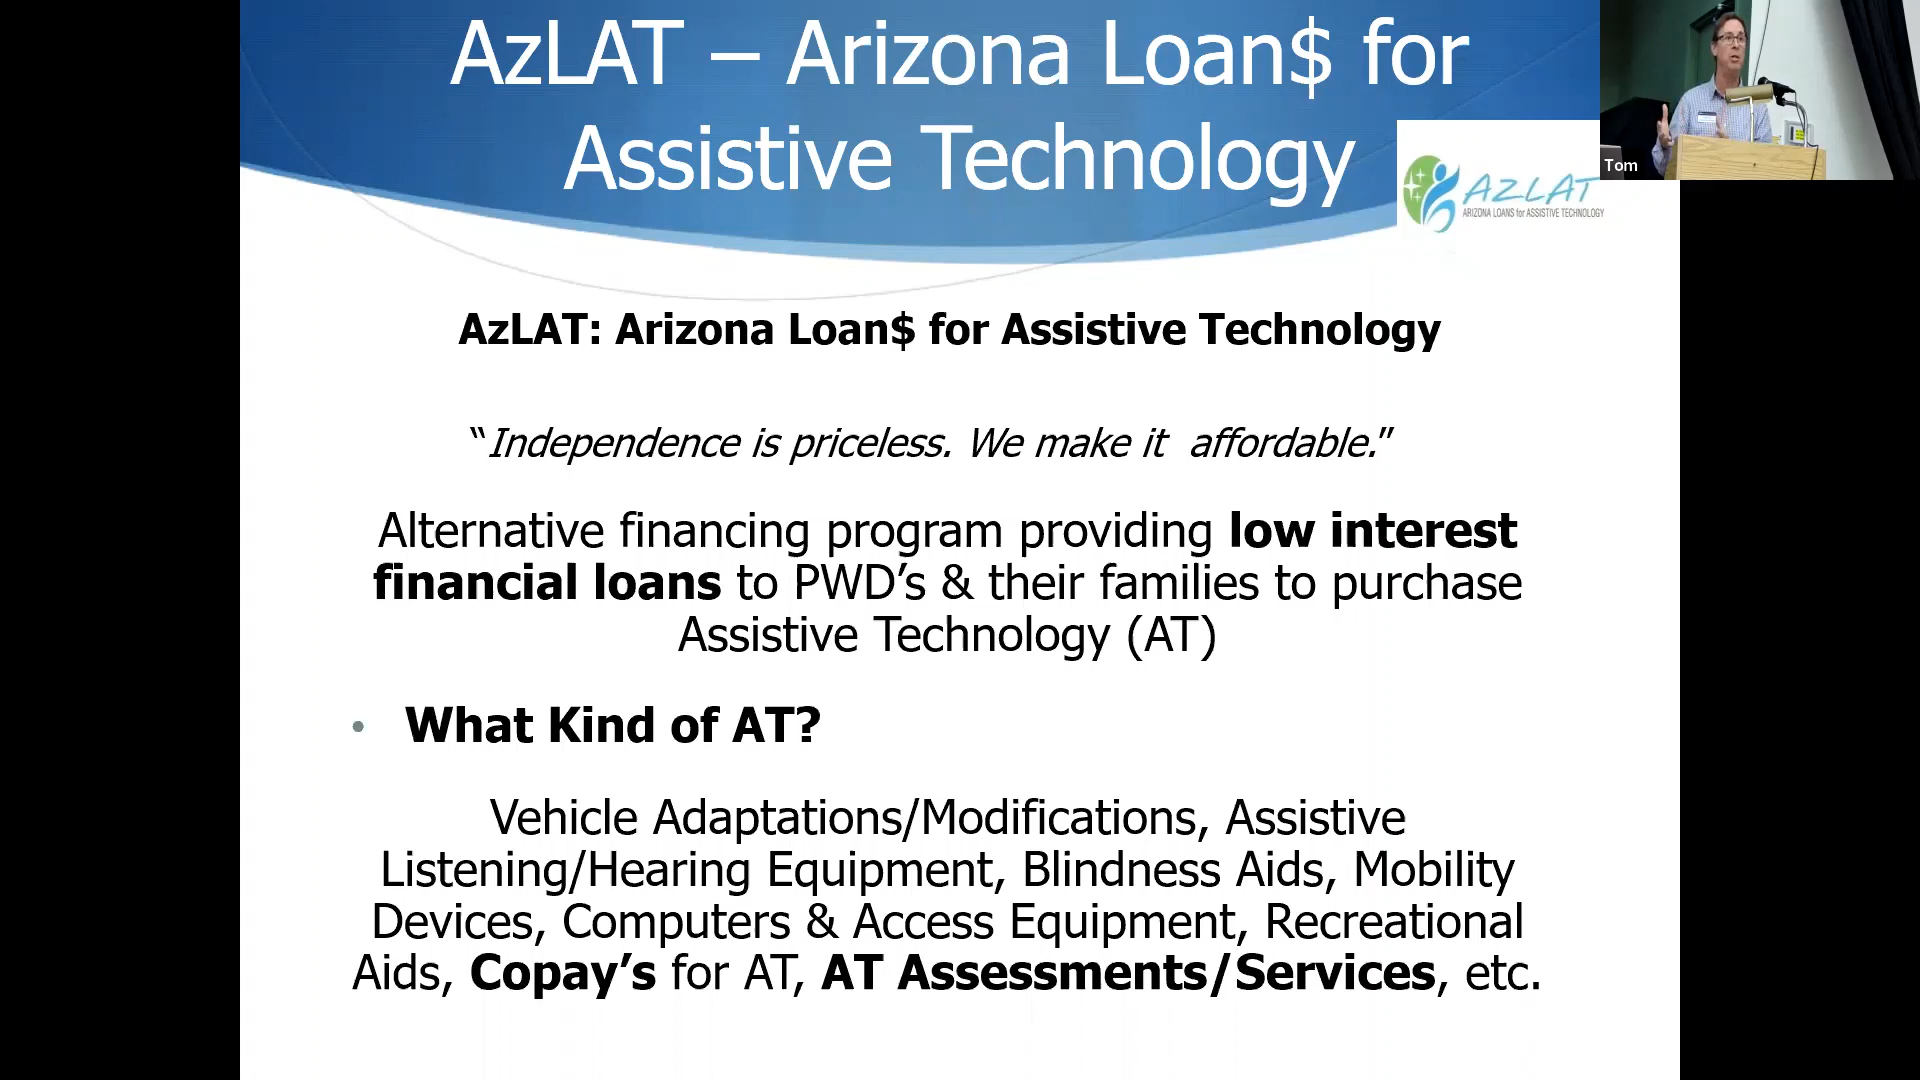 AzLAT – Arizona Loan$ for
Assistive Technology
Tom
AZLAT
ARIZONA LOANS for ASSISTIVE TECHNOLOGY
AzLAT: Arizona Loan$ for Assistive Technology
“Independence is priceless. We make it  affordable.”
Alternative financing program providing low interest
financial loans to PWD’s & their families to purchase
Assistive Technology (AT)
• What Kind of AT?
Vehicle Adaptations/Modifications, Assistive
Listening/Hearing Equipment, Blindness Aids, Mobility
Devices, Computers & Access Equipment, Recreational
Aids, Copay’s for AT, AT Assessments/Services, etc.